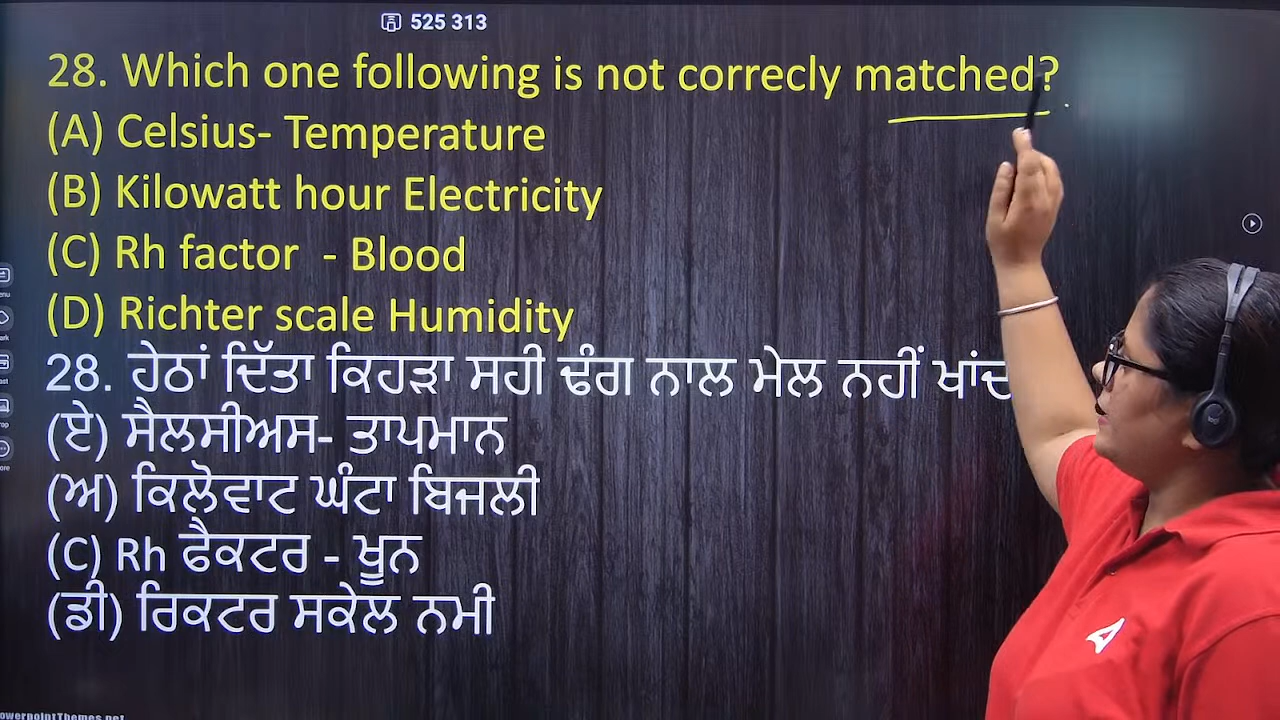 525 313
28. Which one following is not correcly matched?
(A) Celsius- Temperature
(B) Kilowatt hour Electricity
(C) Rh factor - Blood
(D) Richter scale Humidity
28. ਹੇਠਾਂ ਦਿੱਤਾ ਕਿਹੜਾ ਸਹੀ ਢੰਗ ਨਾਲ ਮੇਲ ਨਹੀਂ
(ਏ) ਸੈਲਸੀਅਸ- ਤਾਪਮਾਨ
(ਅ) ਕਿਲੋਵਾਟ ਘੰਟਾ ਬਿਜਲੀ
(C) Rh ਫੈਕਟਰ - ਖੂਨ
(ਡੀ) ਰਿਕਟਰ ਸਕੇਲ ਨਮੀ